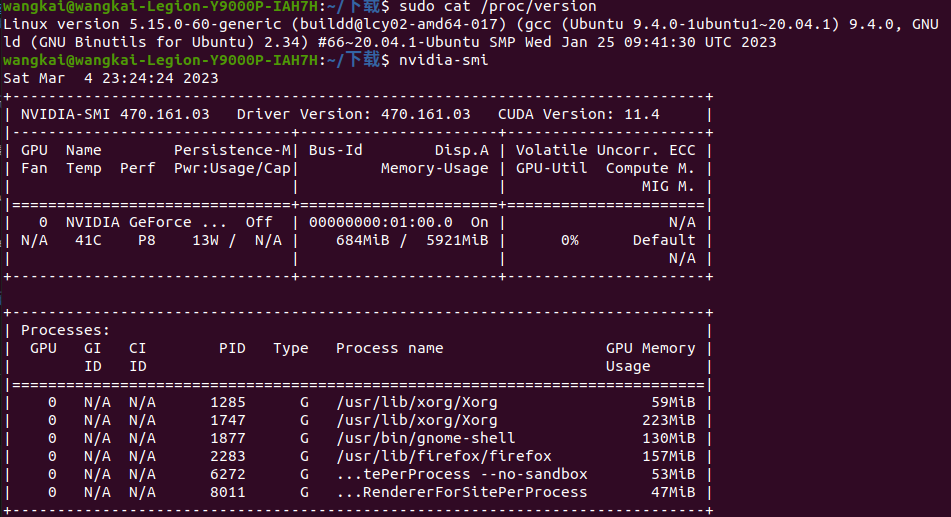 wangkai@wangkai-Legion-Y9000P-IAH7H:~/下载$ sudo cat /proc/version
Linux version 5.15.0-60-generic (buildd@lcy02-amd64-017) (gcc (Ubuntu 9.4.0-1ubuntu1~20.04.1) 9.4.0, GNU
ld (GNU Binutils for Ubuntu) 2.34) #66~20.04.1-Ubuntu SMP Wed Jan 25 09:41:30 UTC 2023
wangkai@wangkai-Legion-Y9000P-IAH7H:~/下载$ nvidia-smi
Sat Mar  4 23:24:24 2023
+-----------------------------------------------------------------------------+
| NVIDIA-SMI 470.161.03   Driver Version: 470.161.03   CUDA Version: 11.4     |
|-------------------------------+----------------------+----------------------+
| GPU  Name        Persistence-M| Bus-Id        Disp.A | Volatile Uncorr. ECC |
| Fan  Temp  Perf  Pwr:Usage/Cap|         Memory-Usage | GPU-Util  Compute M. |
|                               |                      |               MIG M. |
|===============================+======================+======================|
|   0  NVIDIA GeForce ...  Off  | 00000000:01:00.0  On |                  N/A |
| N/A   41C    P8    13W /  N/A |    684MiB /  5921MiB |      0%      Default |
|                               |                      |                  N/A |
+-------------------------------+----------------------+----------------------+
+-----------------------------------------------------------------------------+
| Processes:                                                                  |
|  GPU   GI   CI        PID   Type   Process name                  GPU Memory |
|        ID   ID                                                   Usage      |
|=============================================================================|
|    0   N/A  N/A      1285      G   /usr/lib/xorg/Xorg                 59MiB |
|    0   N/A  N/A      1747      G   /usr/lib/xorg/Xorg                223MiB |
|    0   N/A  N/A      1877      G   /usr/bin/gnome-shell              130MiB |
|    0   N/A  N/A      2283      G   /usr/lib/firefox/firefox          157MiB |
|    0   N/A  N/A      6272      G   ...tePerProcess --no-sandbox       53MiB |
|    0   N/A  N/A      8011      G   ...RendererForSitePerProcess       47MiB |
+-----------------------------------------------------------------------------+